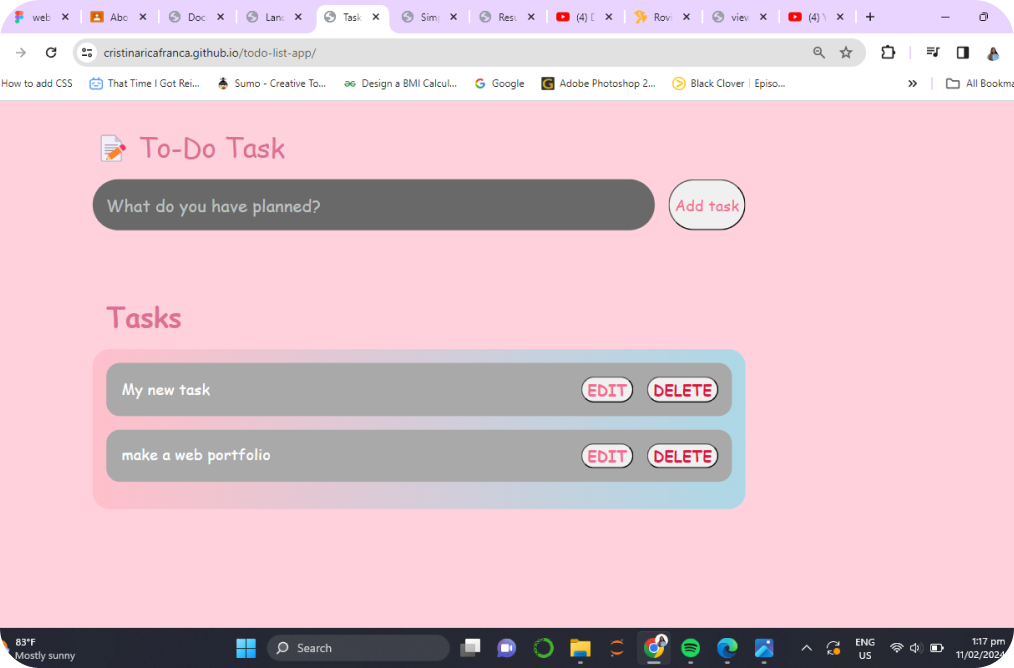 web
Abo
Doc
Lanc
Task
Sim
Resu
(4)
Rov
view
(4)
cristinaricafranca.github.io/todo-list-app/
How to add CSS
That Time I Got Rei...
Sumo - Creative To...
Design a BMI Calcul...
Google
Adobe Photoshop 2...
Black Clover | Episo...
»
All Bookma
To-Do Task
What do you have planned?
Add task
Tasks
My new task
EDIT
DELETE
make a web portfolio
EDIT
DELETE
83°F
Mostly sunny
Search
ENG
US
1:17 pm
11/02/2024